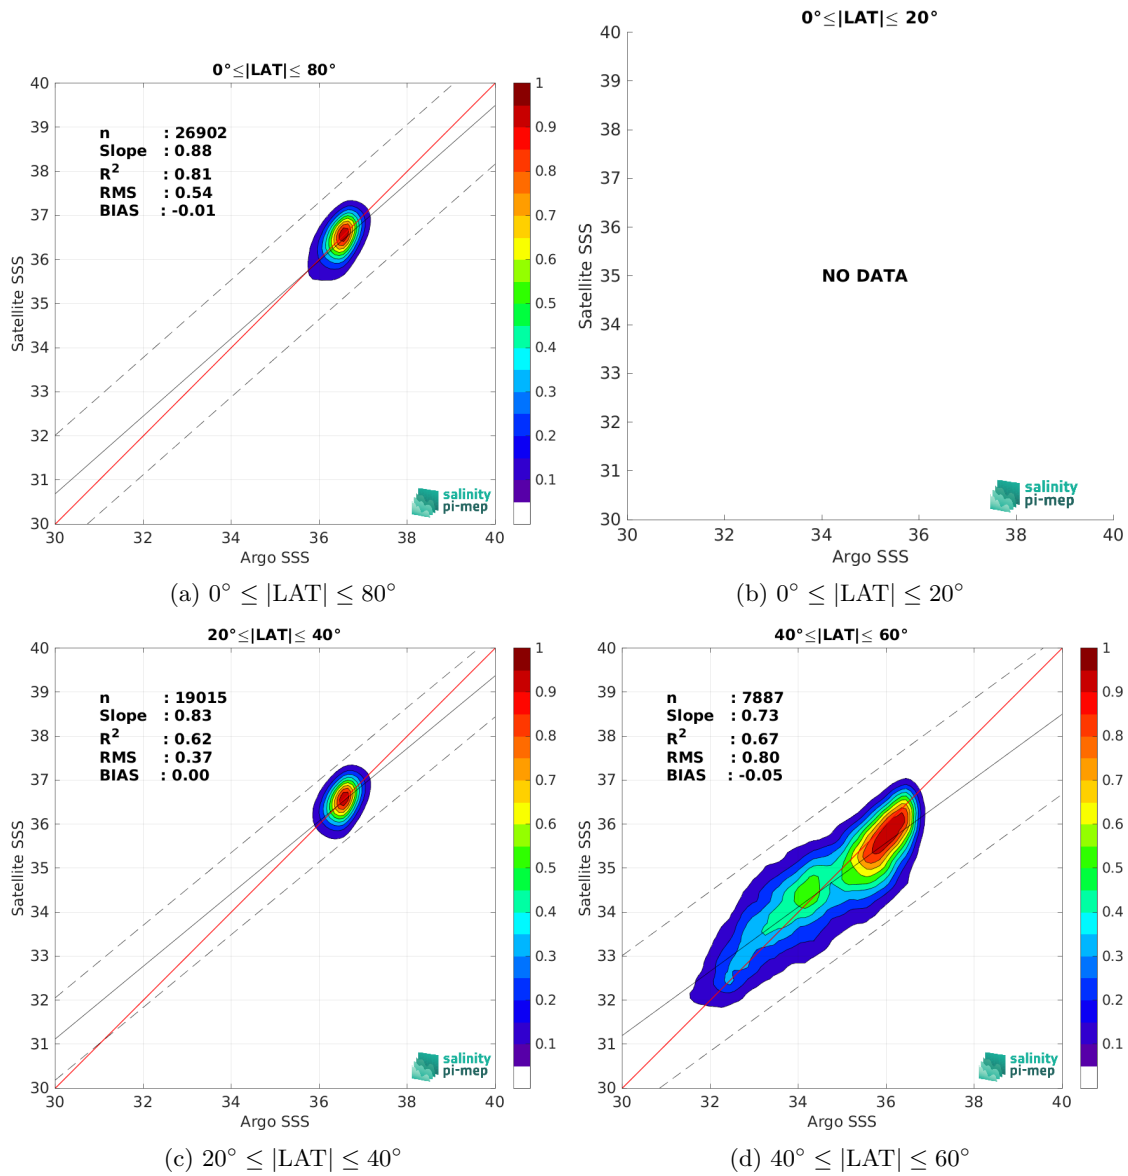 0°≤|LAT|≤ 80°
40
39
38
37
36
35
34
33
32
31
30
n : 26902
Slope : 0.88
R2 : 0.81
RMS : 0.54
BIAS : -0.01
Satellite SSS
30 32 34 36 38 40
Argo SSS
salinity
pi-mep
1
0.9
0.8
0.7
0.6
0.5
0.4
0.3
0.2
0.1
(a) 0° ≤ |LAT| ≤ 80°
0°≤|LAT|≤ 20°
40
39
38
37
36
35
34
33
32
31
30
Satellite SSS
NO DATA
salinity
pi-mep
30 32 34 36 38 40
Argo SSS
(b) 0° ≤ |LAT| ≤ 20°
20°≤|LAT|≤ 40°
40
39
38
37
36
35
34
33
32
31
30
n : 19015
Slope : 0.83
R2 : 0.62
RMS : 0.37
BIAS : 0.00
Satellite SSS
30 32 34 36 38 40
Argo SSS
salinity
pi-mep
1
0.9
0.8
0.7
0.6
0.5
0.4
0.3
0.2
0.1
(c) 20° ≤ |LAT| ≤ 40°
40°≤|LAT|≤ 60°
40
39
38
37
36
35
34
33
32
31
30
n : 7887
Slope : 0.73
R2 : 0.67
RMS : 0.80
BIAS : -0.05
Satellite SSS
30 32 34 36 38 40
Argo SSS
salinity
pi-mep
1
0.9
0.8
0.7
0.6
0.5
0.4
0.3
0.2
0.1
(d) 40° ≤ |LAT| ≤ 60°